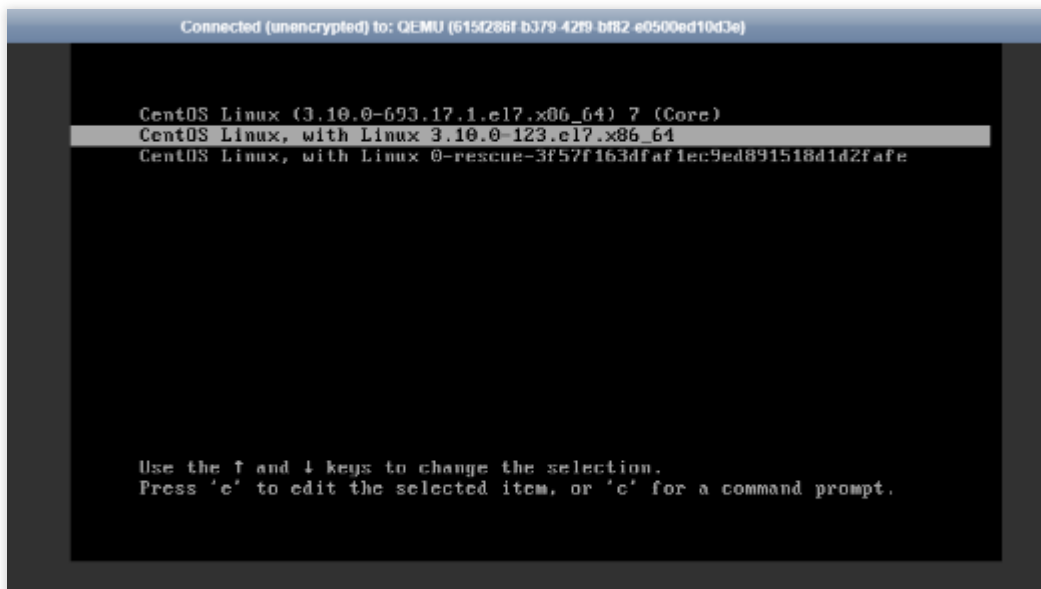 Connected (unencrypted) to: QEMU (615f286f-b379-42f9-bf82-e0500ed10d3e)
CentOS Linux (3.10.0-693.17.1.el7.x86_64) 7 (Core)
CentOS Linux, with Linux 3.10.0-123.el7.x86_64
CentOS Linux, with Linux 0-rescue-3f57f163dfaf1ec9ed891518d1d2fafe
Use the ↑ and ↓ keys to change the selection.
Press 'e' to edit the selected item, or 'c' for a command prompt.